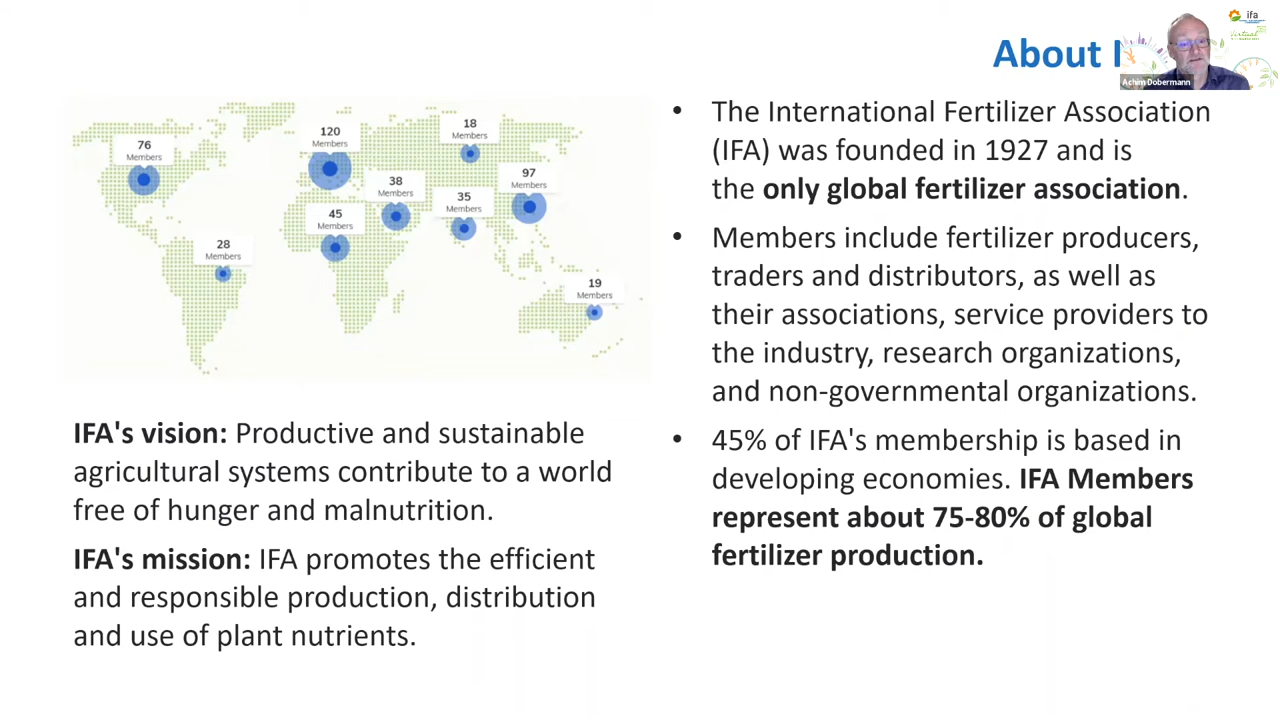 About I
ifa
Achim Dobermann
76
Members
120
Members
18
Members
38
Members
97
Members
35
Members
45
Members
28
Members
19
Members
IFA's vision: Productive and sustainable
agricultural systems contribute to a world
free of hunger and malnutrition.
IFA's mission: IFA promotes the efficient
and responsible production, distribution
and use of plant nutrients.
• The International Fertilizer Association
(IFA) was founded in 1927 and is
the only global fertilizer association.
• Members include fertilizer producers,
traders and distributors, as well as
their associations, service providers to
the industry, research organizations,
and non-governmental organizations.
• 45% of IFA's membership is based in
developing economies. IFA Members
represent about 75-80% of global
fertilizer production.